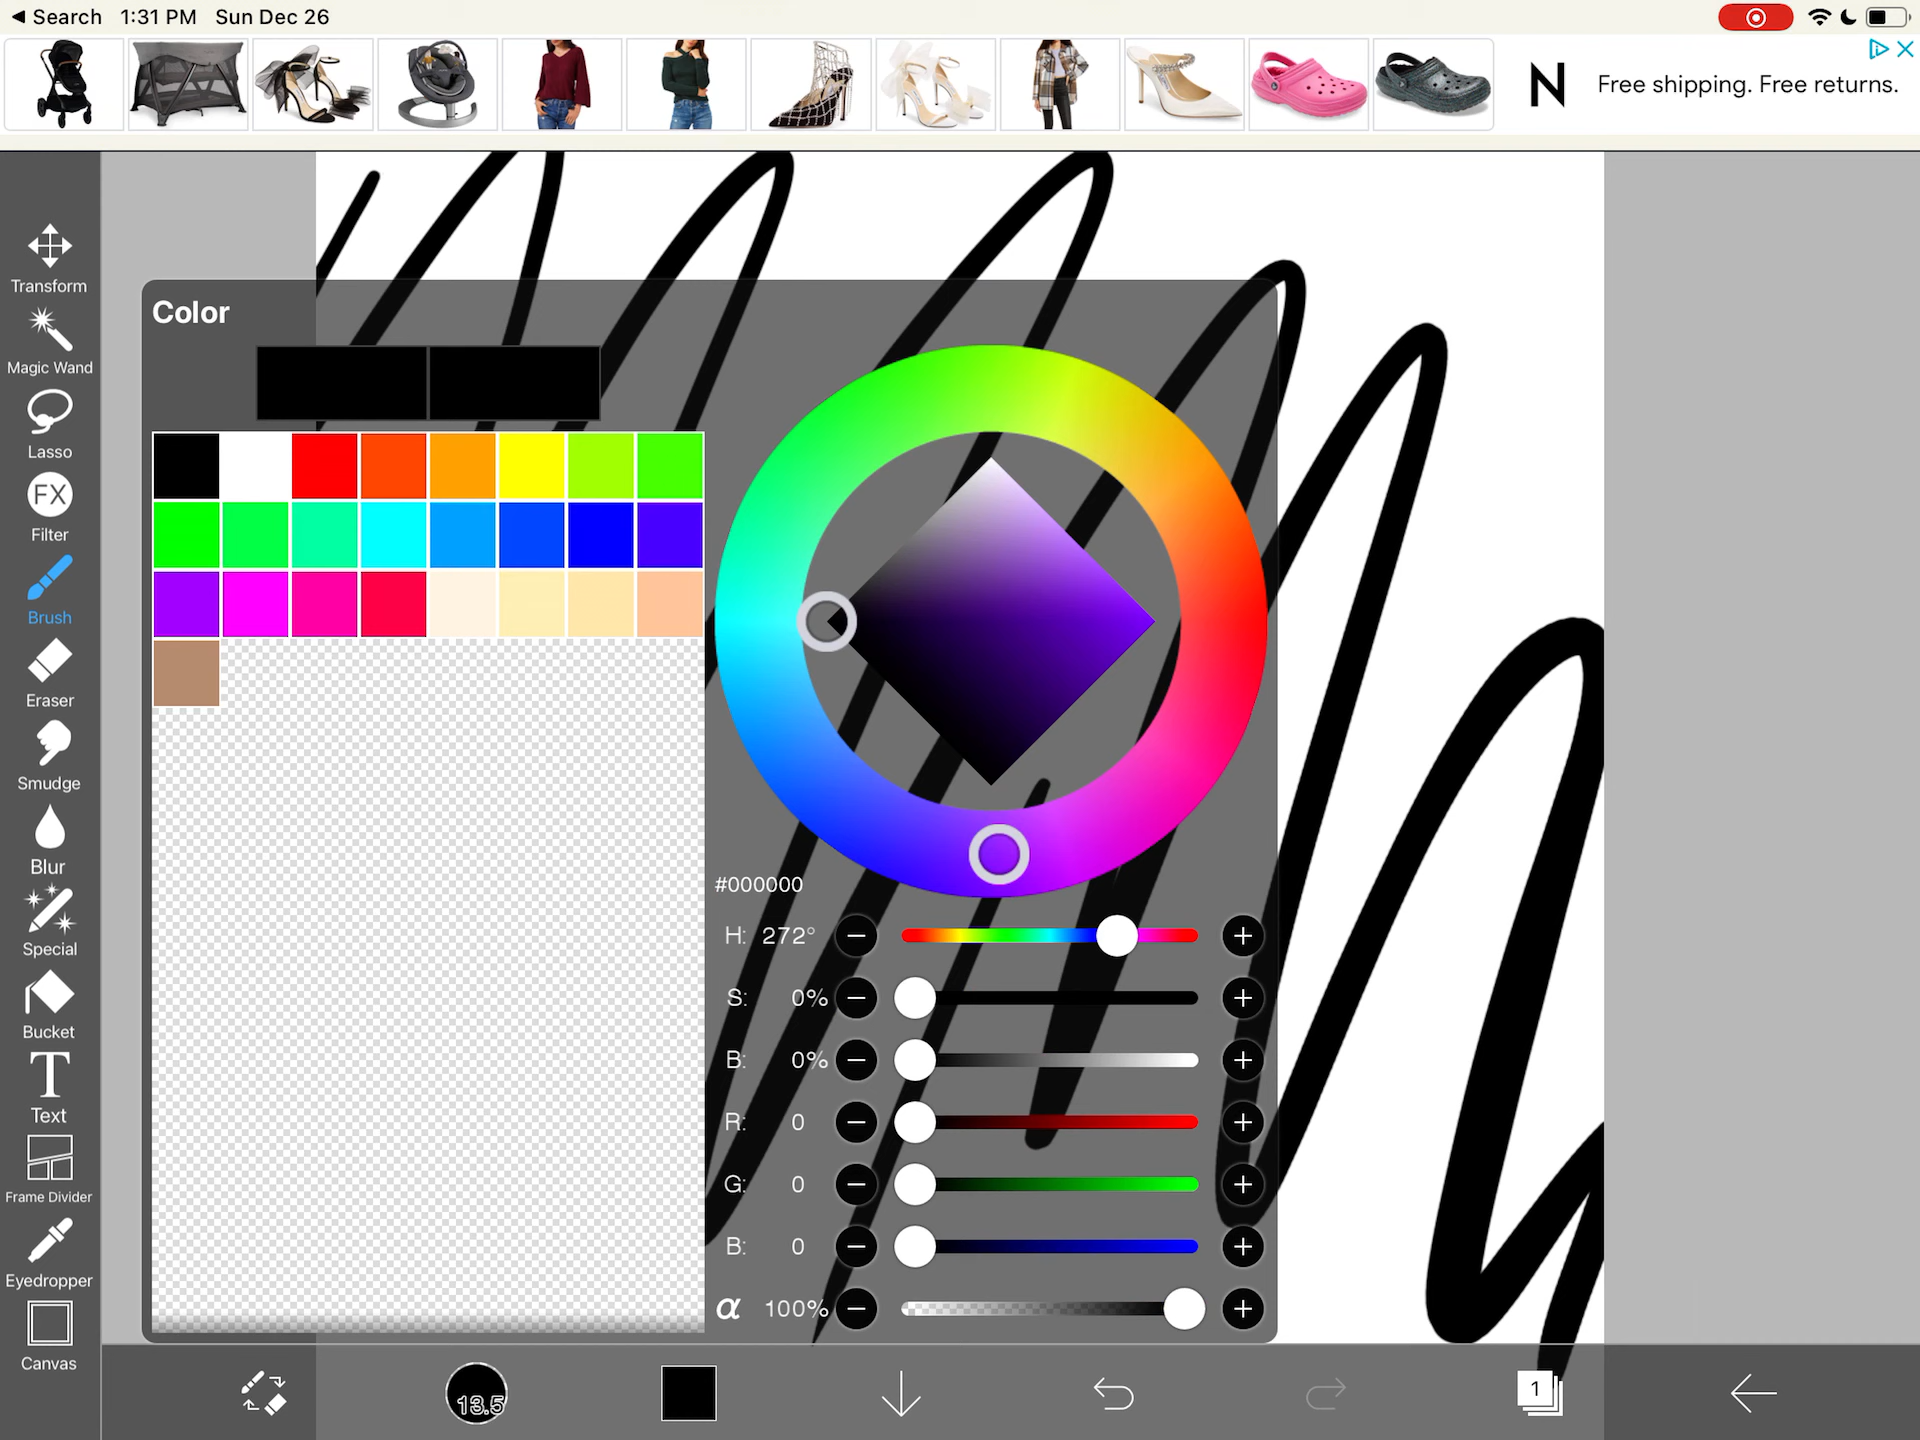 Search 1:31 PM Sun Dec 26
N Free shipping. Free returns.
Transform
Magic Wand
Lasso
FX
Filter
Brush
Eraser
Smudge
Blur
Special
Bucket
T
Text
Frame Divider
Eyedropper
Canvas
Color
#000000
H: 272°
S: 0%
B: 0%
R: 0
G: 0
B: 0
α 100%
13.5
1